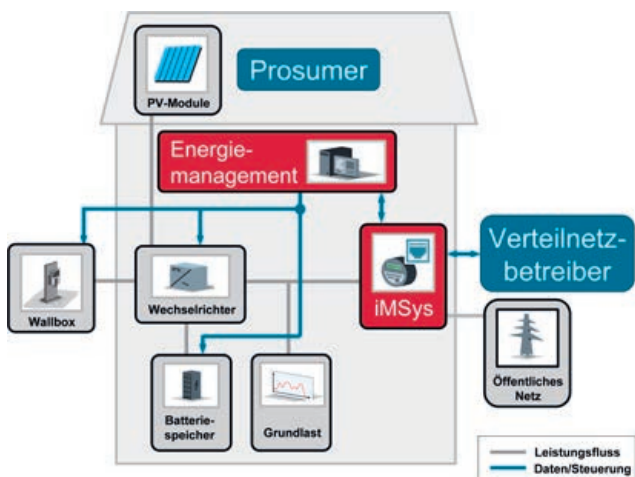 Prosumer
PV-Module
Energie-
management
Verteilnetz-
betreiber
iMSys
Wallbox
Wechselrichter
Öffentliches
Netz
Batterie-
speicher
Grundlast
Leistungsfluss
Daten/Steuerung